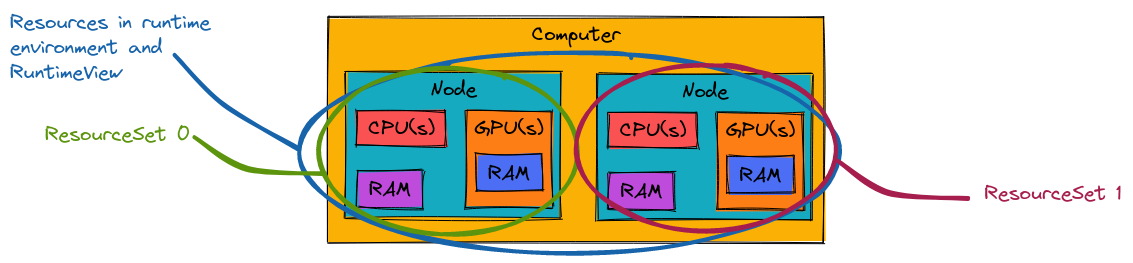 Resources in runtime
environment and
RuntimeView
ResourceSet 0
Computer
Node
CPU(s)
GPU(s)
RAM
RAM
Node
CPU(s)
GPU(s)
RAM
RAM
ResourceSet 1